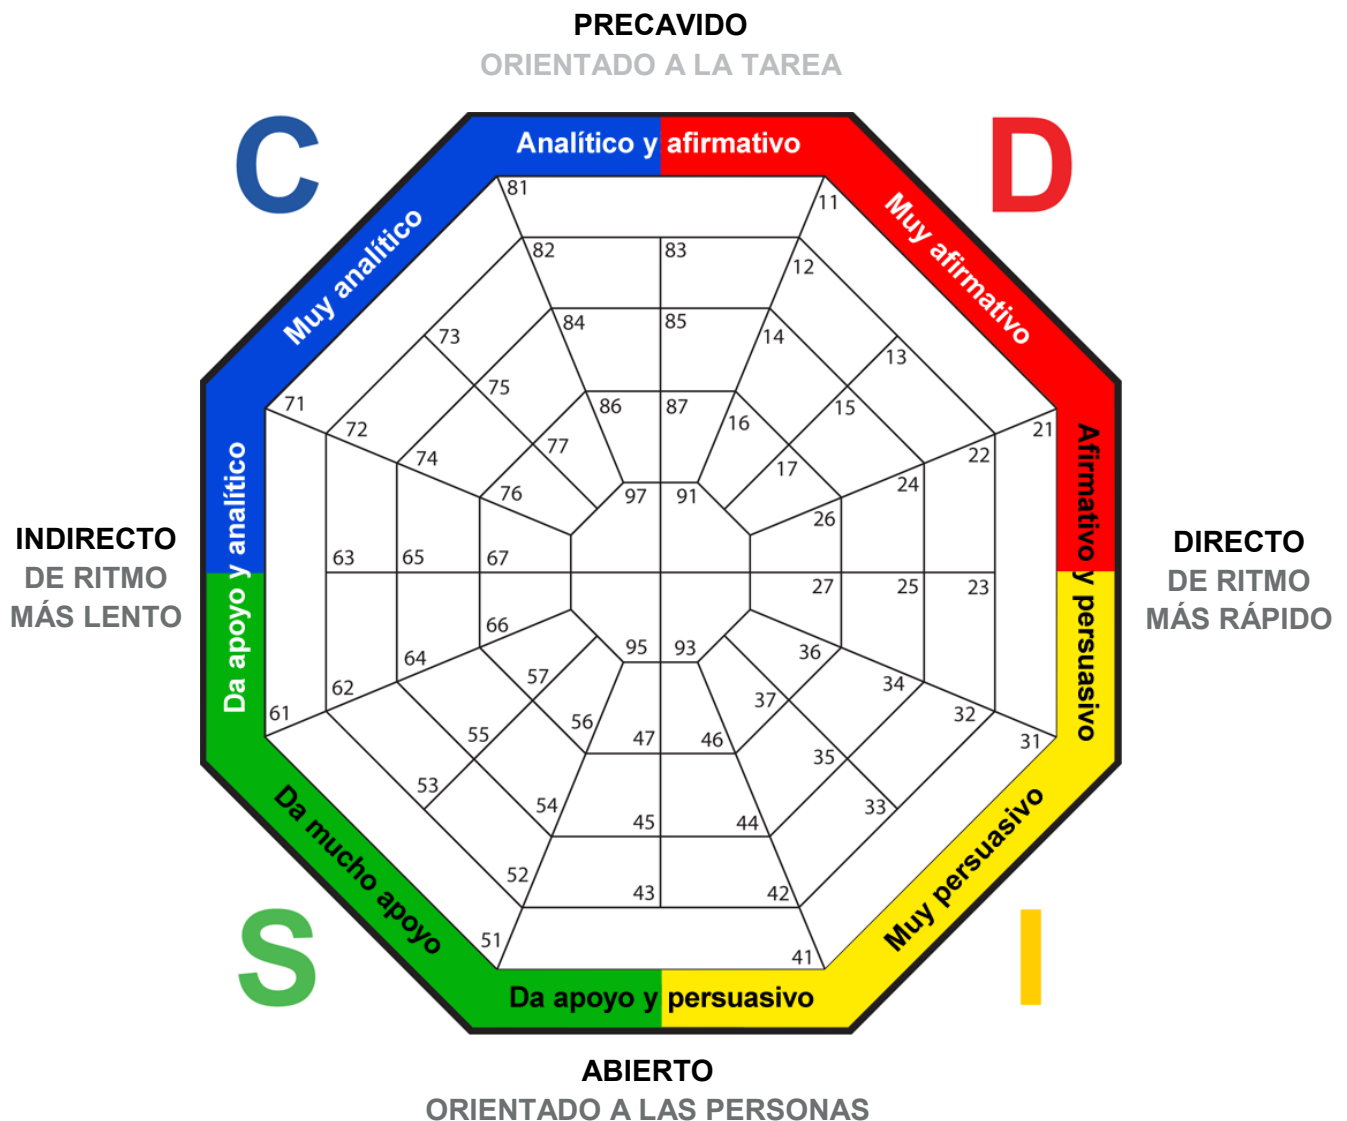 PRECAVIDO
ORIENTADO A LA TAREA
C
D
Analítico y afirmativo
Muy analítico
Muy afirmativo
81
11
82
83
12
84
85
14
73
13
75
15
71
86
87
16
21
72
77
17
22
74
24
76
97
91
26
Da apoyo y analítico
Afirmativo y persuasivo
INDIRECTO
DE RITMO
MÁS LENTO
DIRECTO
DE RITMO
MÁS RÁPIDO
63
65
67
27
25
23
66
95
93
36
64
57
34
62
37
61
56
32
55
47
46
31
53
35
54
45
44
33
52
43
42
51
41
Da mucho apoyo
Muy persuasivo
S
I
Da apoyo y persuasivo
ABIERTO
ORIENTADO A LAS PERSONAS